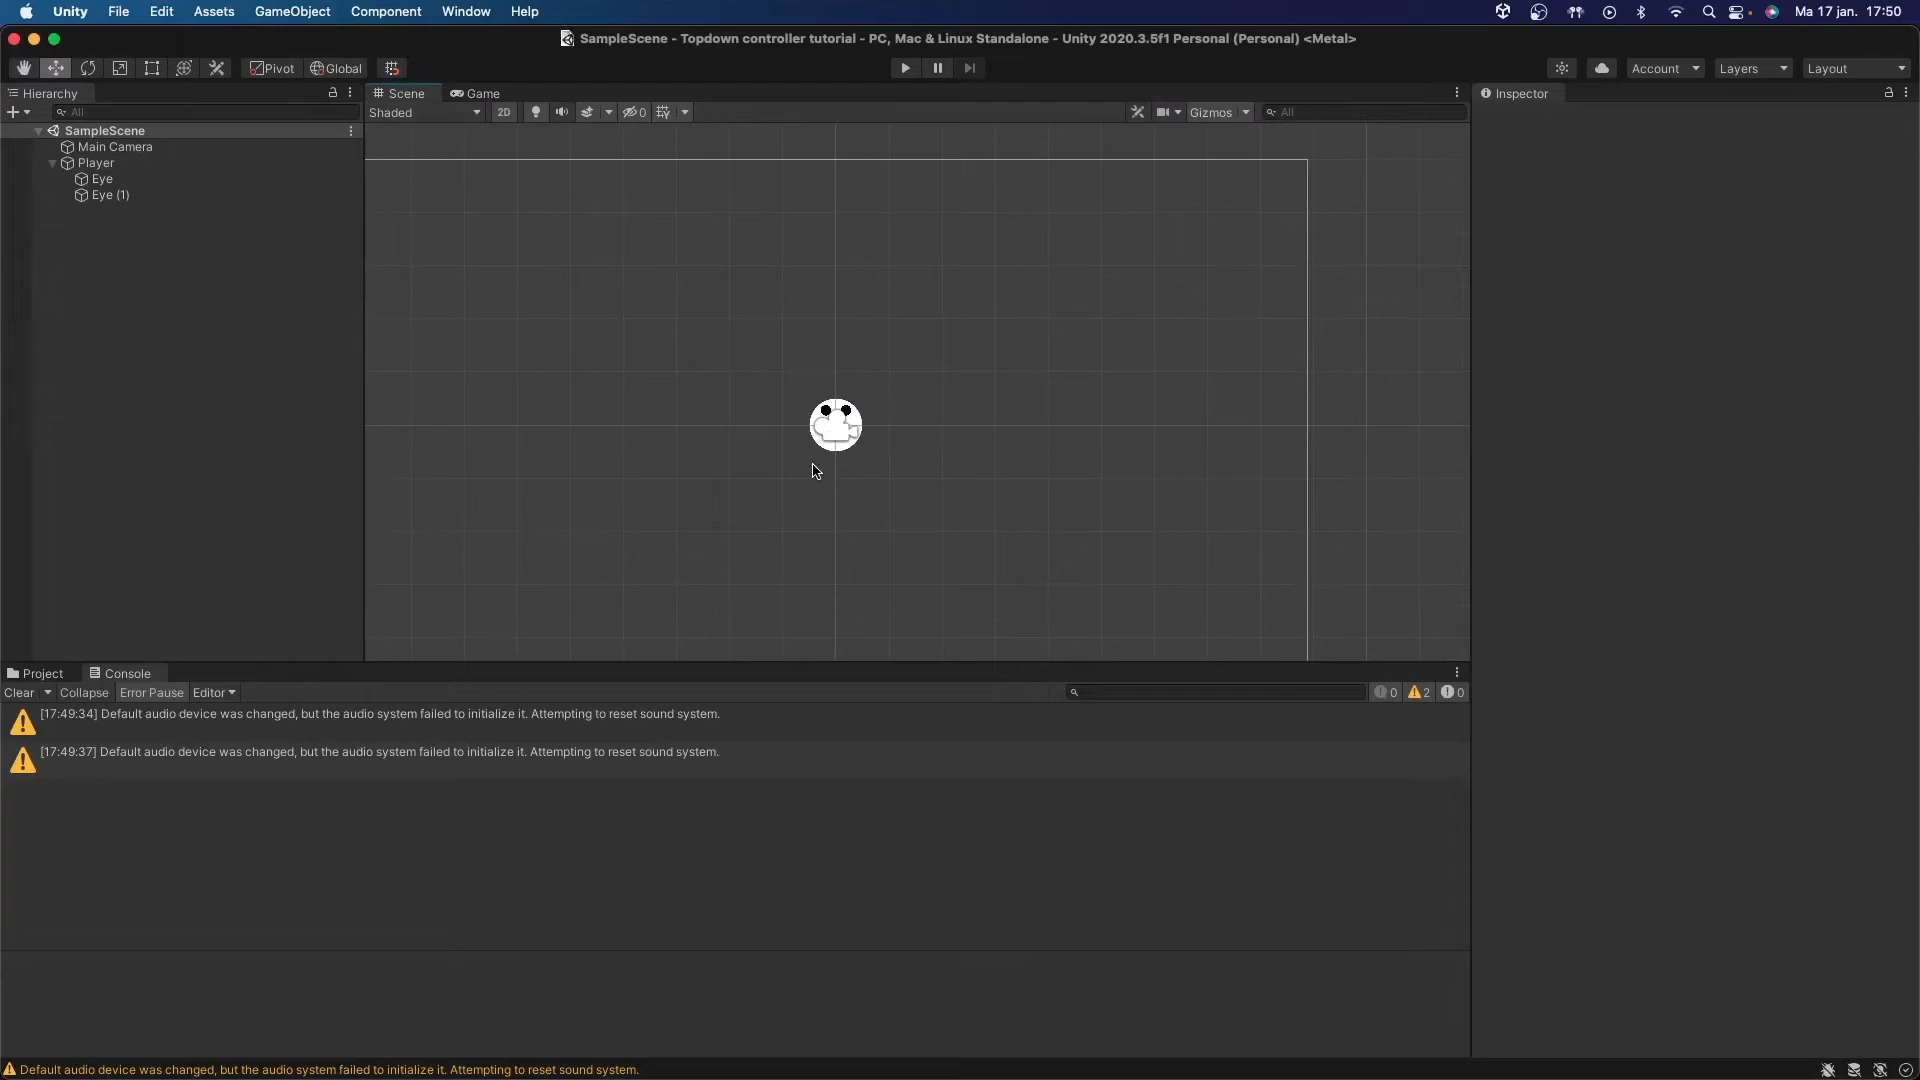 Unity File Edit Assets GameObject Component Window Help Ma 17 jan. 17:50
SampleScene - Topdown controller tutorial - PC, Mac & Linux Standalone - Unity 2020.3.5f1 Personal (Personal) <Metal>
Pivot Global Account Layers Layout
Hierarchy Scene Game Inspector
All Shaded 2D 0 Gizmos All
SampleScene
Main Camera
Player
Eye
Eye (1)
Project Console
Clear Collapse Error Pause Editor 0 2 0
[17:49:34] Default audio device was changed, but the audio system failed to initialize it. Attempting to reset sound system.
[17:49:37] Default audio device was changed, but the audio system failed to initialize it. Attempting to reset sound system.
Default audio device was changed, but the audio system failed to initialize it. Attempting to reset sound system.